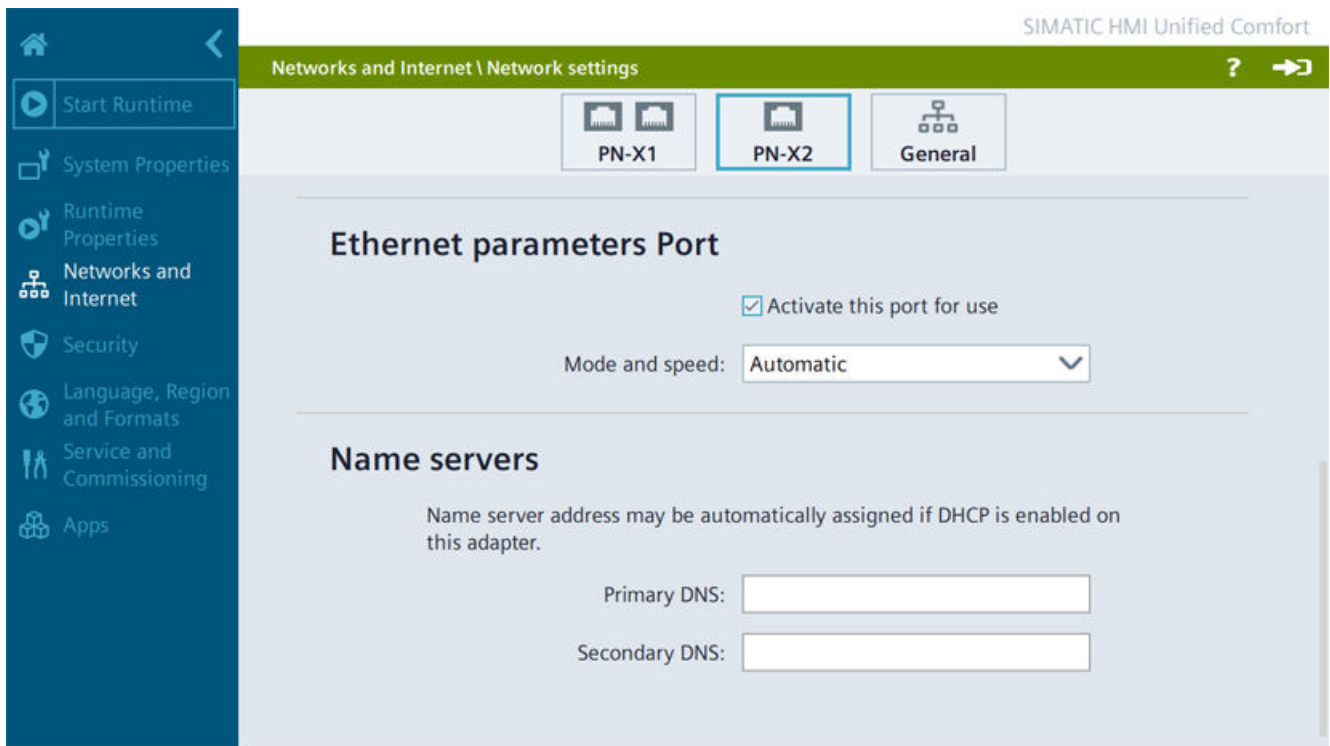 SIMATIC HMI Unified Comfort
Networks and Internet \ Network settings
?
Start Runtime
System Properties
Runtime
Properties
Networks and
Internet
Security
Language, Region
and Formats
Service and
Commissioning
Apps
PN-X1
PN-X2
General
Ethernet parameters Port
Activate this port for use
Mode and speed: Automatic
Name servers
Name server address may be automatically assigned if DHCP is enabled on
this adapter.
Primary DNS:
Secondary DNS: